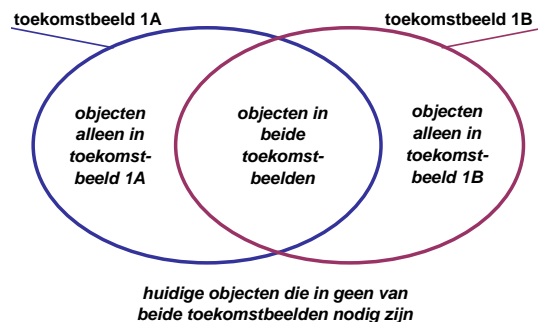 toekomstbeeld 1A
toekomstbeeld 1B
objecten
alleen in
toekomst-
beeld 1A
objecten in
beide
toekomst-
beelden
objecten
alleen in
toekomst-
beeld 1B
huidige objecten die in geen van
beide toekomstbeelden nodig zijn